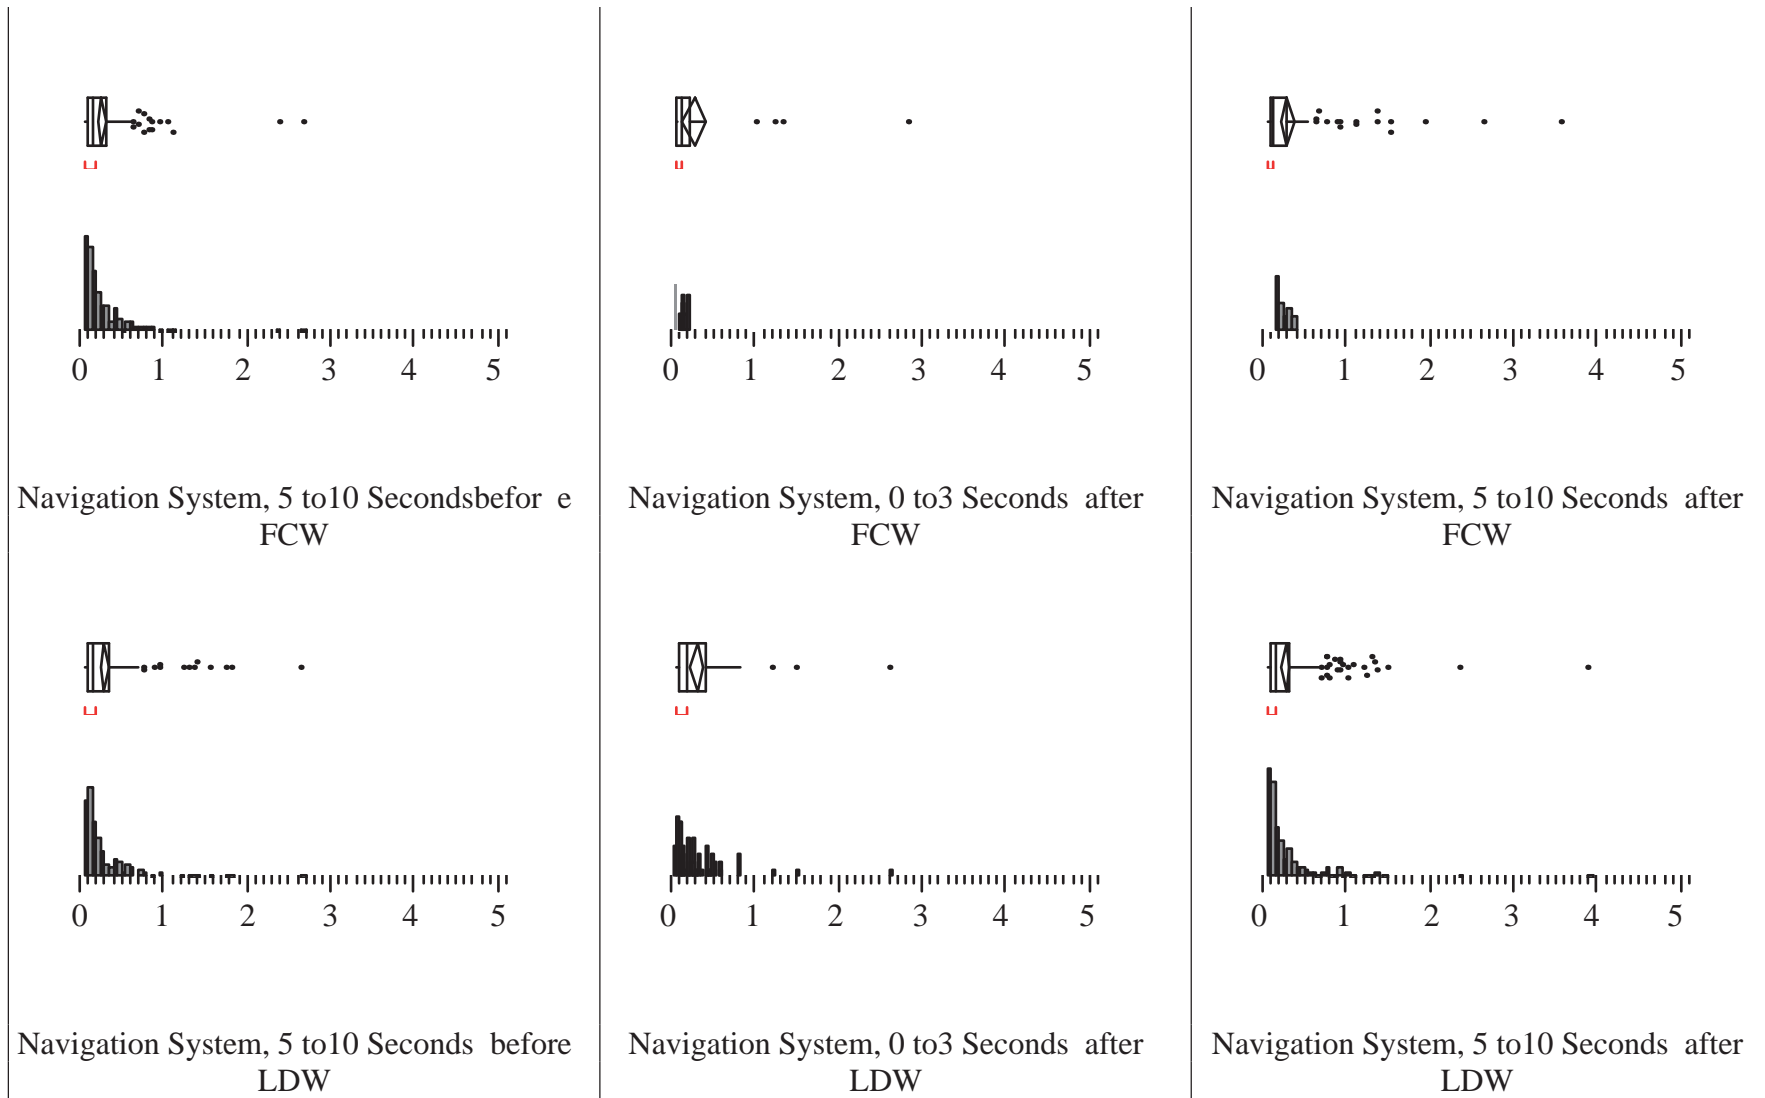 0 1 2 3 4 5
0 1 2 3 4 5
0 1 2 3 4 5
Navigation System, 5 to10 Secondsbefor e
FCW
Navigation System, 0 to3 Seconds after
FCW
Navigation System, 5 to10 Seconds after
FCW
0 1 2 3 4 5
0 1 2 3 4 5
0 1 2 3 4 5
Navigation System, 5 to10 Seconds before
LDW
Navigation System, 0 to3 Seconds after
LDW
Navigation System, 5 to10 Seconds after
LDW